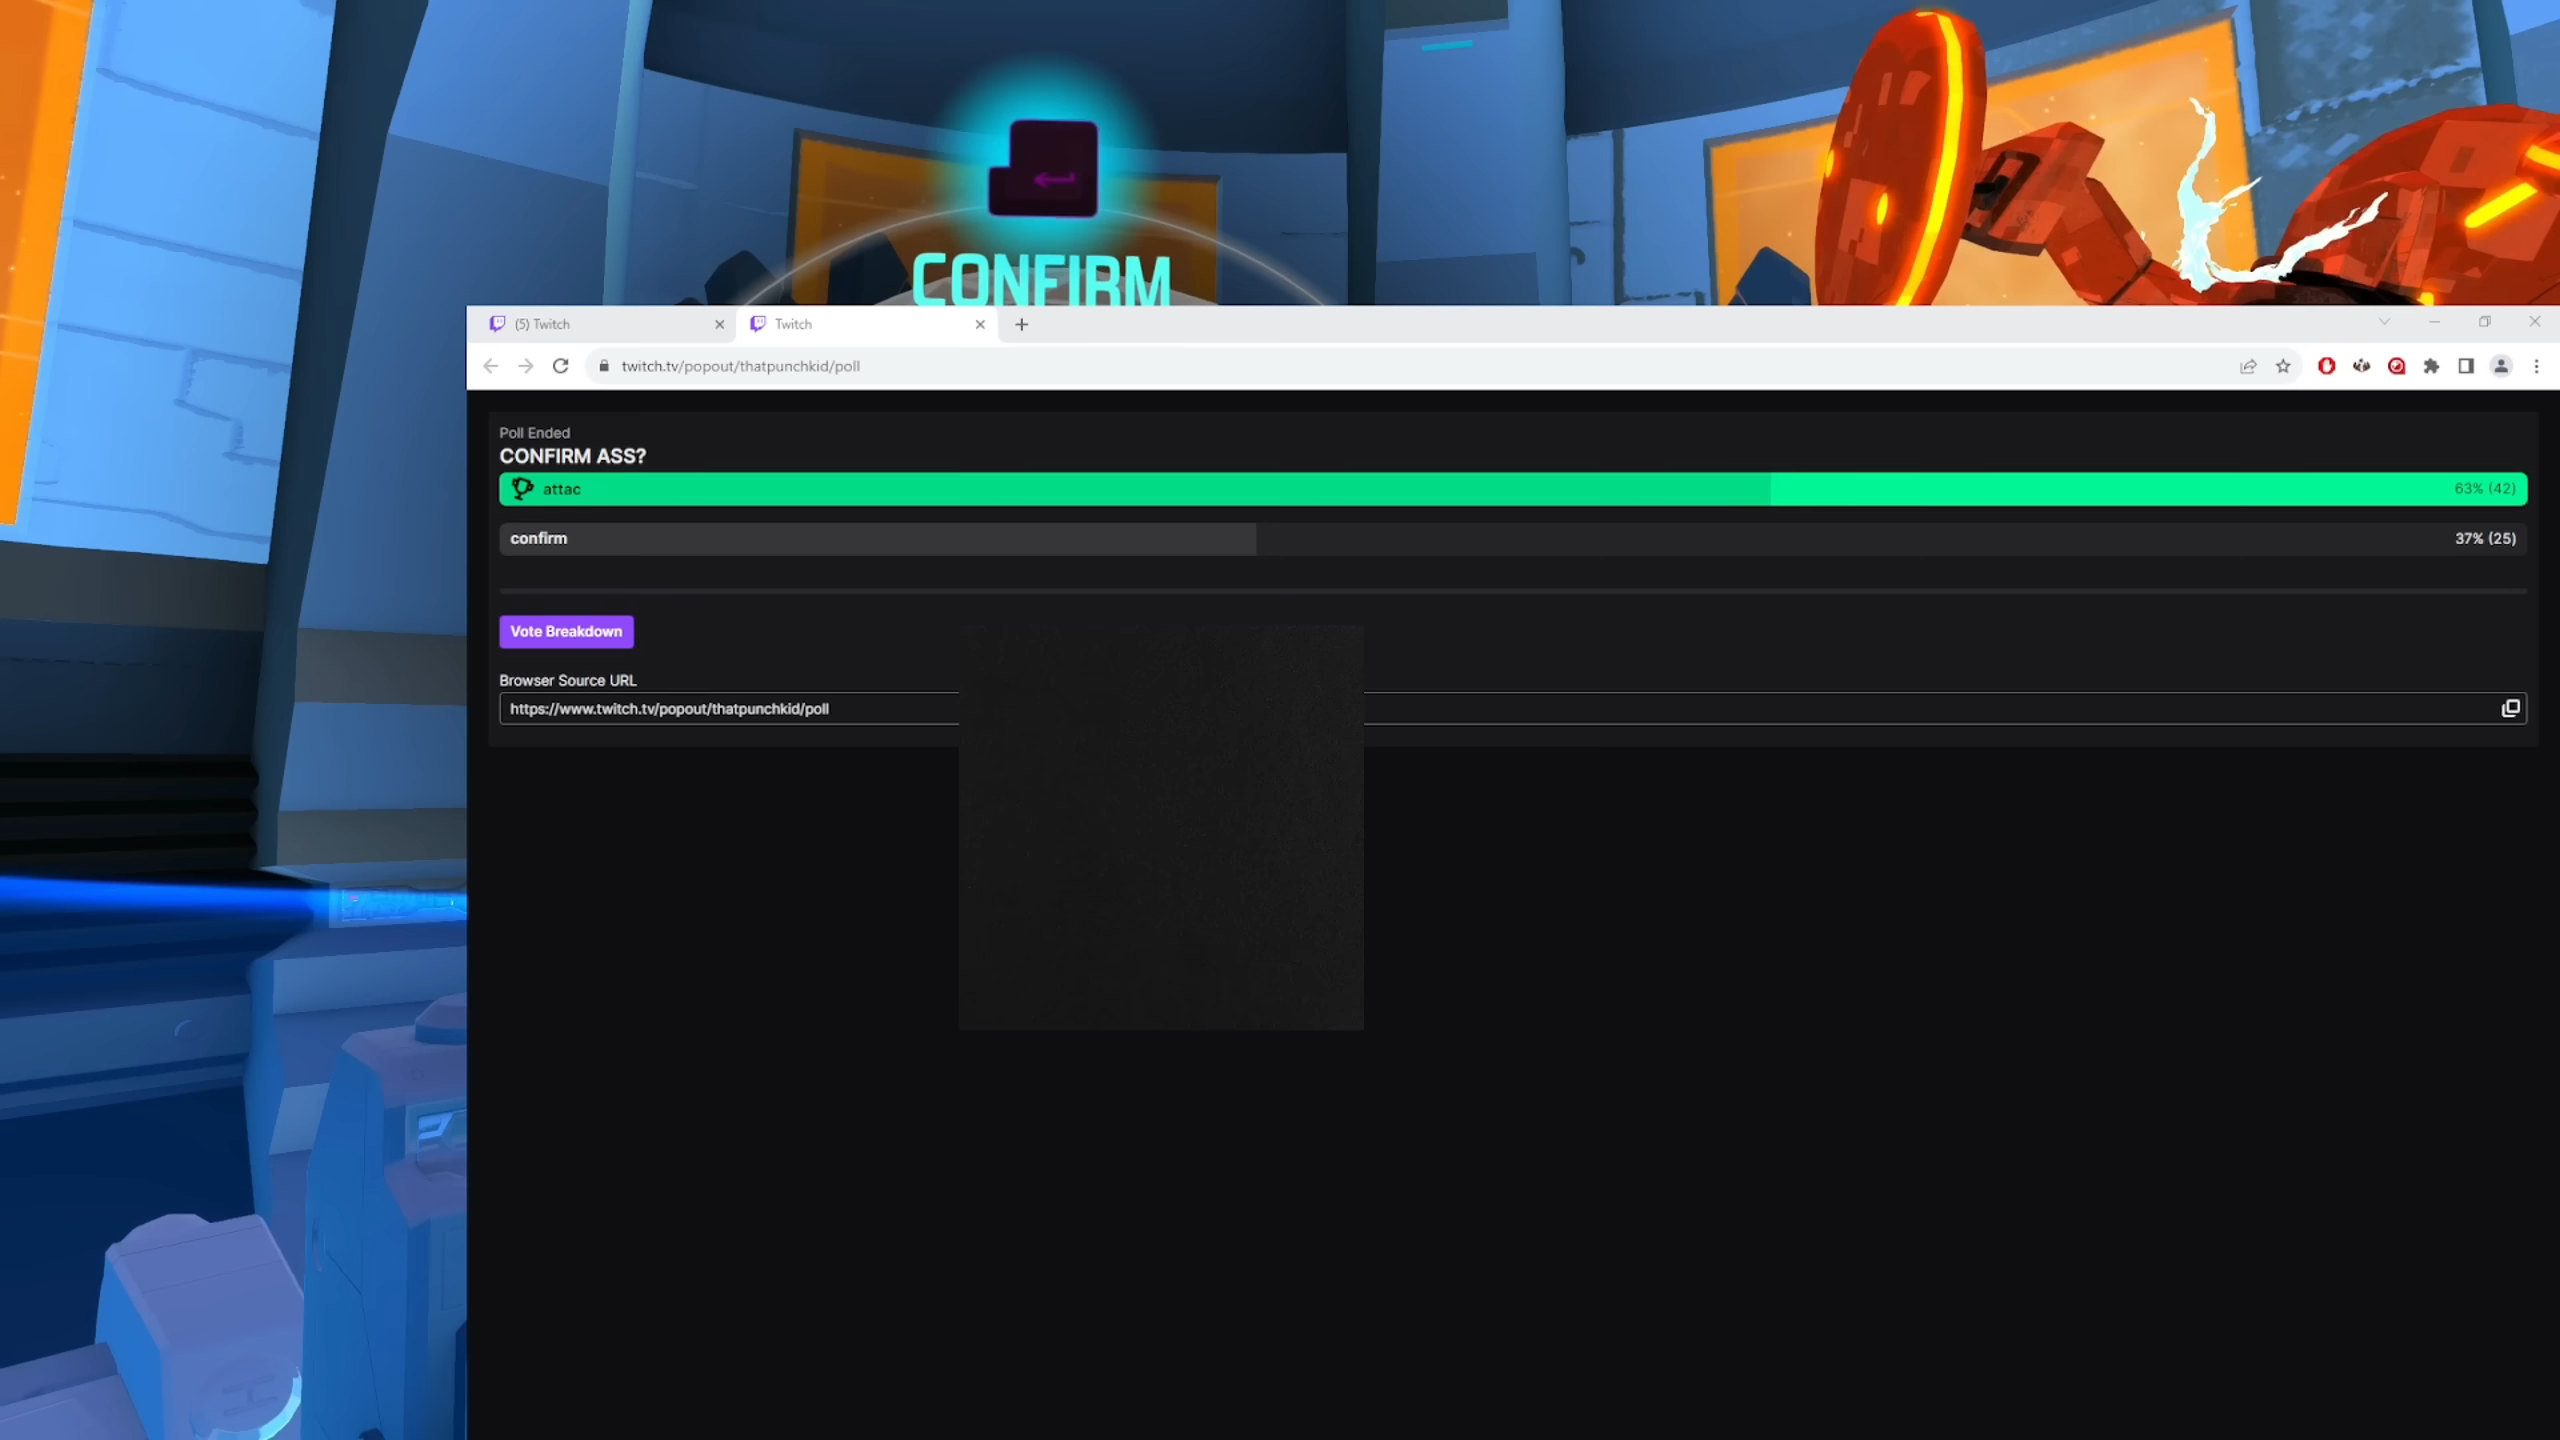 CONFIRM
(5) Twitch
Twitch
twitch.tv/popout/thatpunchkid/poll
Poll Ended
CONFIRM ASS?
attac 63% (42)
confirm 37% (25)
Vote Breakdown
Browser Source URL
https://www.twitch.tv/popout/thatpunchkid/poll